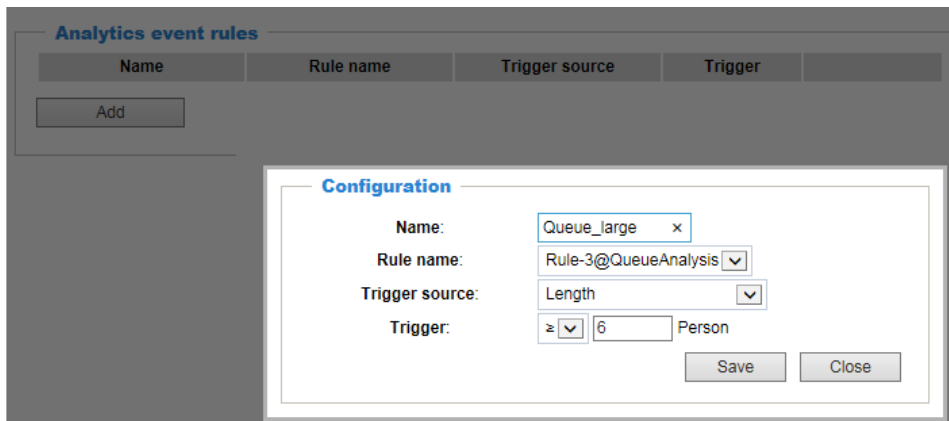 Analytics event rules
Name Rule name Trigger source Trigger
Add
Configuration
Name: Queue_large ×
Rule name: Rule-3@QueueAnalysis
Trigger source: Length
Trigger: ≥ 6 Person
Save Close